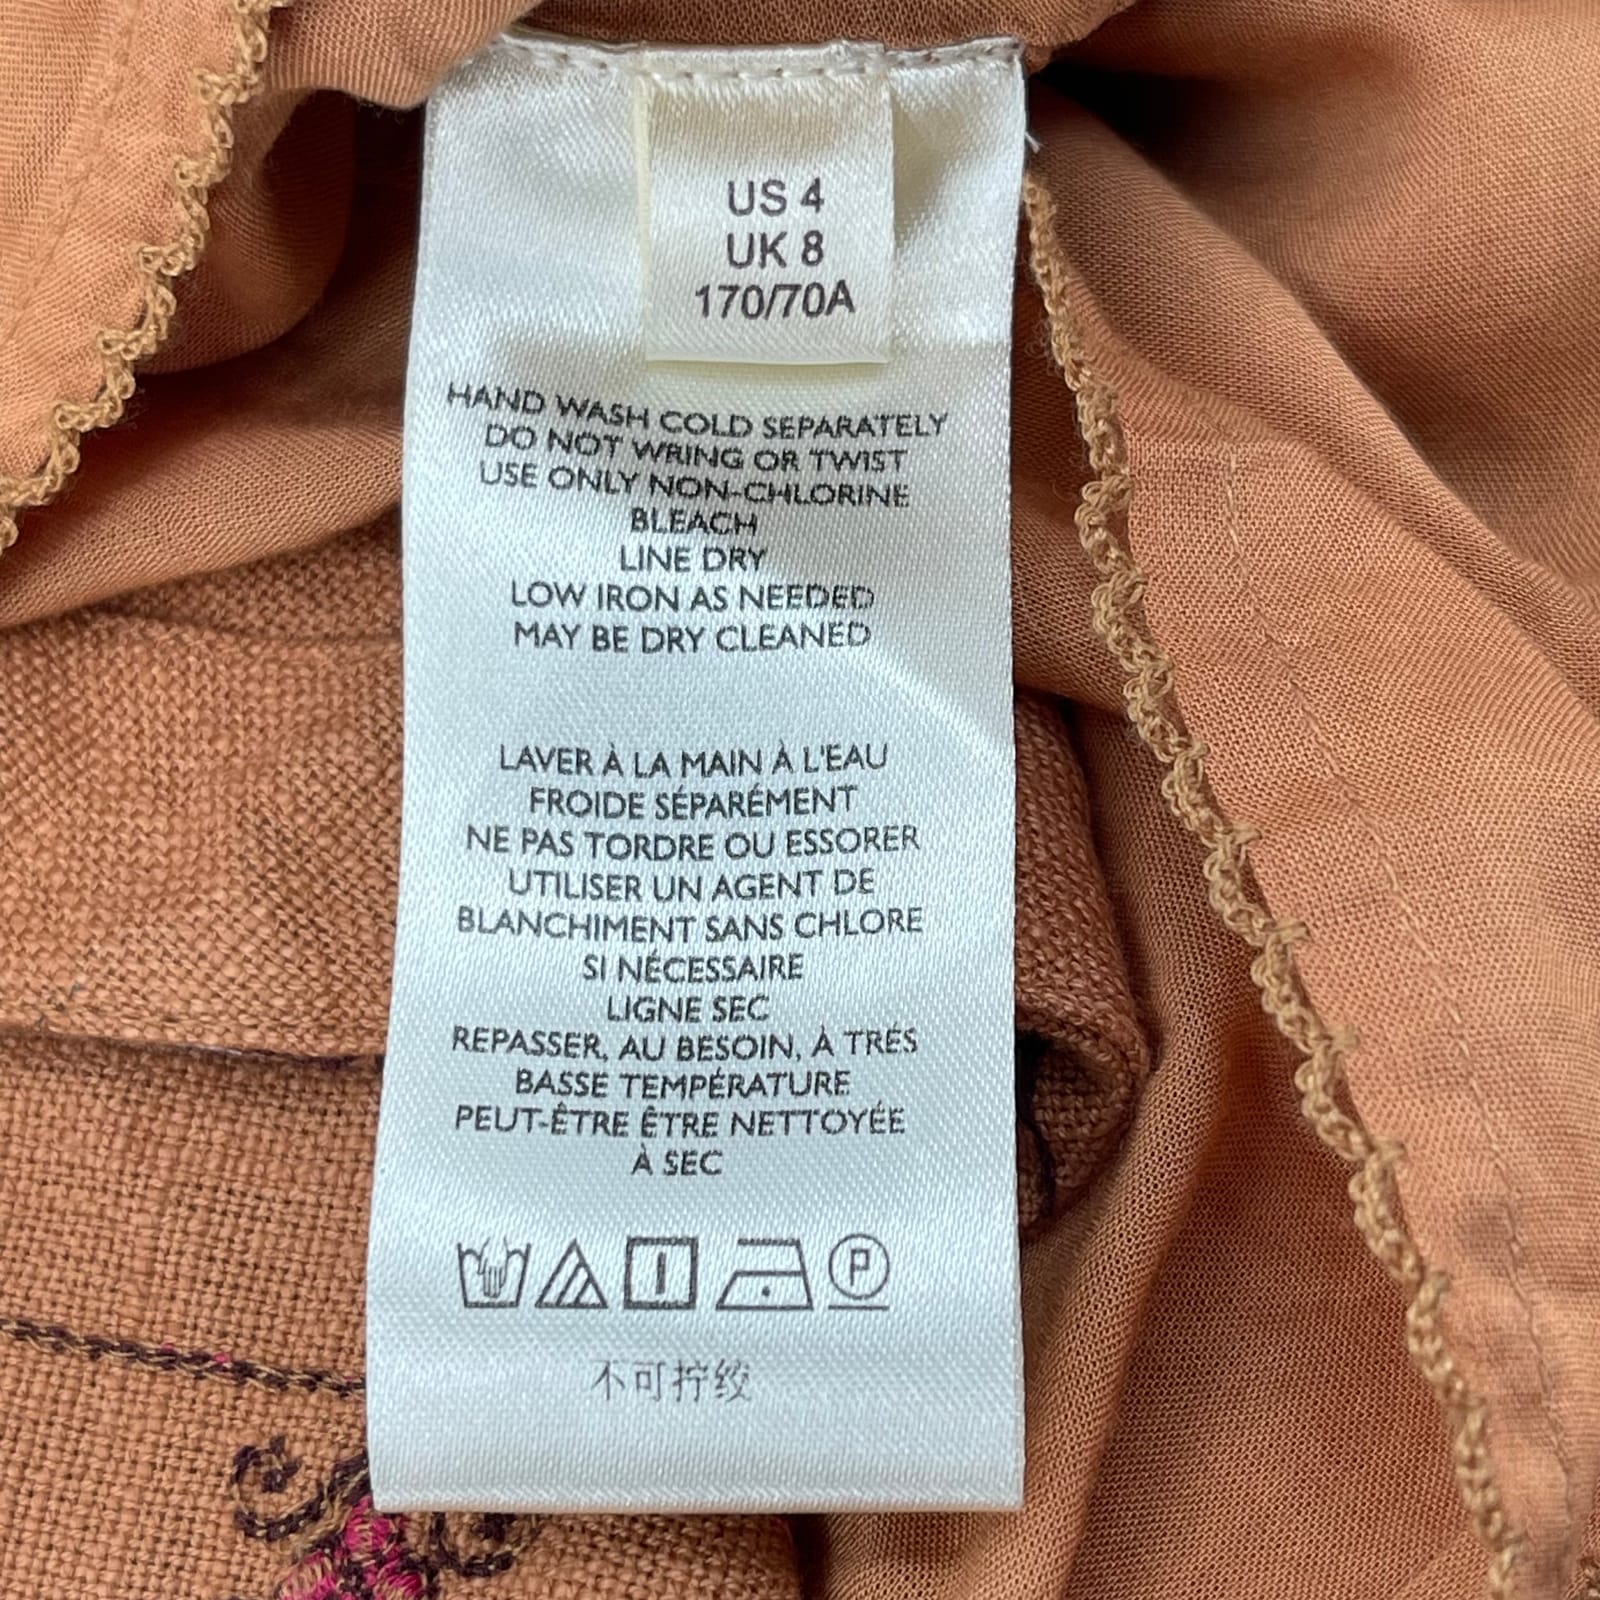 US 4
UK 8
170/70A
HAND WASH COLD SEPARATELY
DO NOT WRING OR TWIST
USE ONLY NON-CHLORINE
BLEACH
LINE DRY
LOW IRON AS NEEDED
MAY BE DRY CLEANED
LAVER À LA MAIN À L'EAU
FROIDE SÉPARÉMENT
NE PAS TORDRE OU ESSORER
UTILISER UN AGENT DE
BLANCHIMENT SANS CHLORE
SI NÉCESSAIRE
LIGNE SEC
REPASSER, AU BESOIN, À TRÈS
BASSE TEMPÉRATURE
PEUT-ÊTRE ÊTRE NETTOYÉE
À SEC
P
不可拧绞